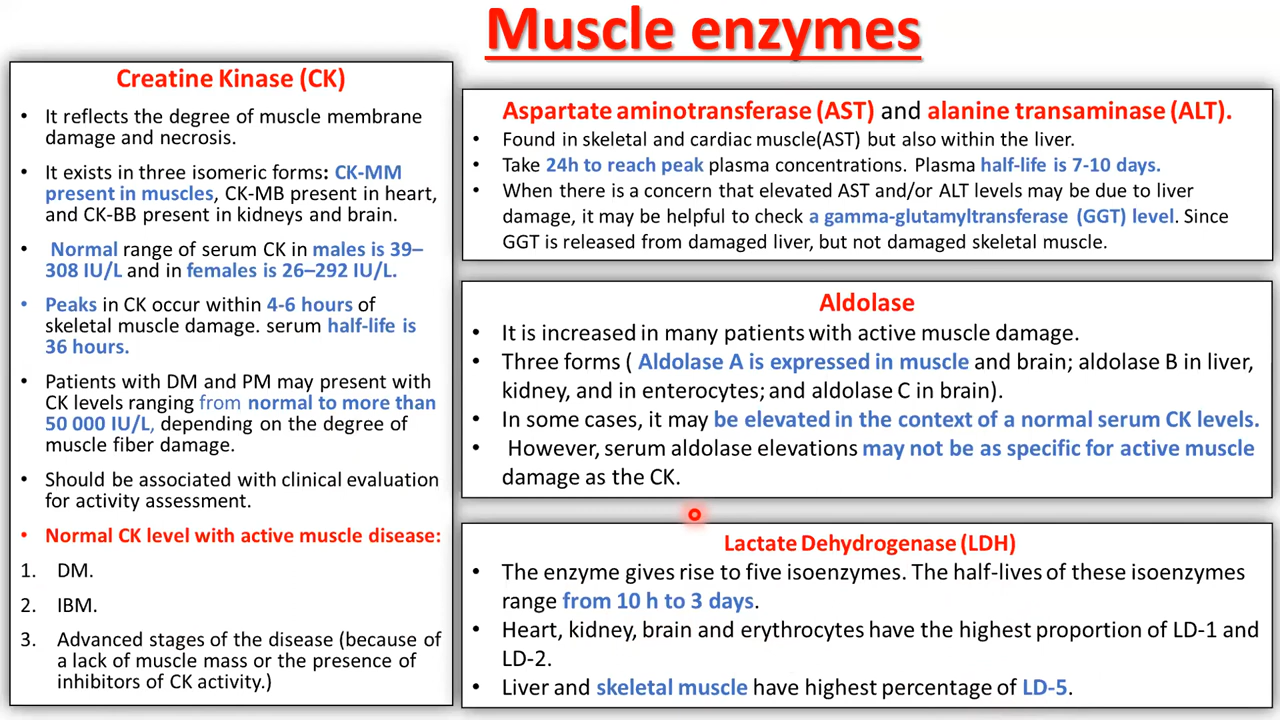 Muscle enzymes
Creatine Kinase (CK)
• It reflects the degree of muscle membrane
damage and necrosis.
• It exists in three isomeric forms: CK-MM
present in muscles, CK-MB present in heart,
and CK-BB present in kidneys and brain.
• Normal range of serum CK in males is 39–
308 IU/L and in females is 26–292 IU/L.
• Peaks in CK occur within 4-6 hours of
skeletal muscle damage. serum half-life is
36 hours.
• Patients with DM and PM may present with
CK levels ranging from normal to more than
50 000 IU/L, depending on the degree of
muscle fiber damage.
• Should be associated with clinical evaluation
for activity assessment.
• Normal CK level with active muscle disease:
1. DM.
2. IBM.
3. Advanced stages of the disease (because of
a lack of muscle mass or the presence of
inhibitors of CK activity.)
Aspartate aminotransferase (AST) and alanine transaminase (ALT).
• Found in skeletal and cardiac muscle(AST) but also within the liver.
• Take 24h to reach peak plasma concentrations. Plasma half-life is 7-10 days.
• When there is a concern that elevated AST and/or ALT levels may be due to liver
damage, it may be helpful to check a gamma-glutamyltransferase (GGT) level. Since
GGT is released from damaged liver, but not damaged skeletal muscle.
Aldolase
• It is increased in many patients with active muscle damage.
• Three forms ( Aldolase A is expressed in muscle and brain; aldolase B in liver,
kidney, and in enterocytes; and aldolase C in brain).
• In some cases, it may be elevated in the context of a normal serum CK levels.
• However, serum aldolase elevations may not be as specific for active muscle
damage as the CK.
Lactate Dehydrogenase (LDH)
• The enzyme gives rise to five isoenzymes. The half-lives of these isoenzymes
range from 10 h to 3 days.
• Heart, kidney, brain and erythrocytes have the highest proportion of LD-1 and
LD-2.
• Liver and skeletal muscle have highest percentage of LD-5.